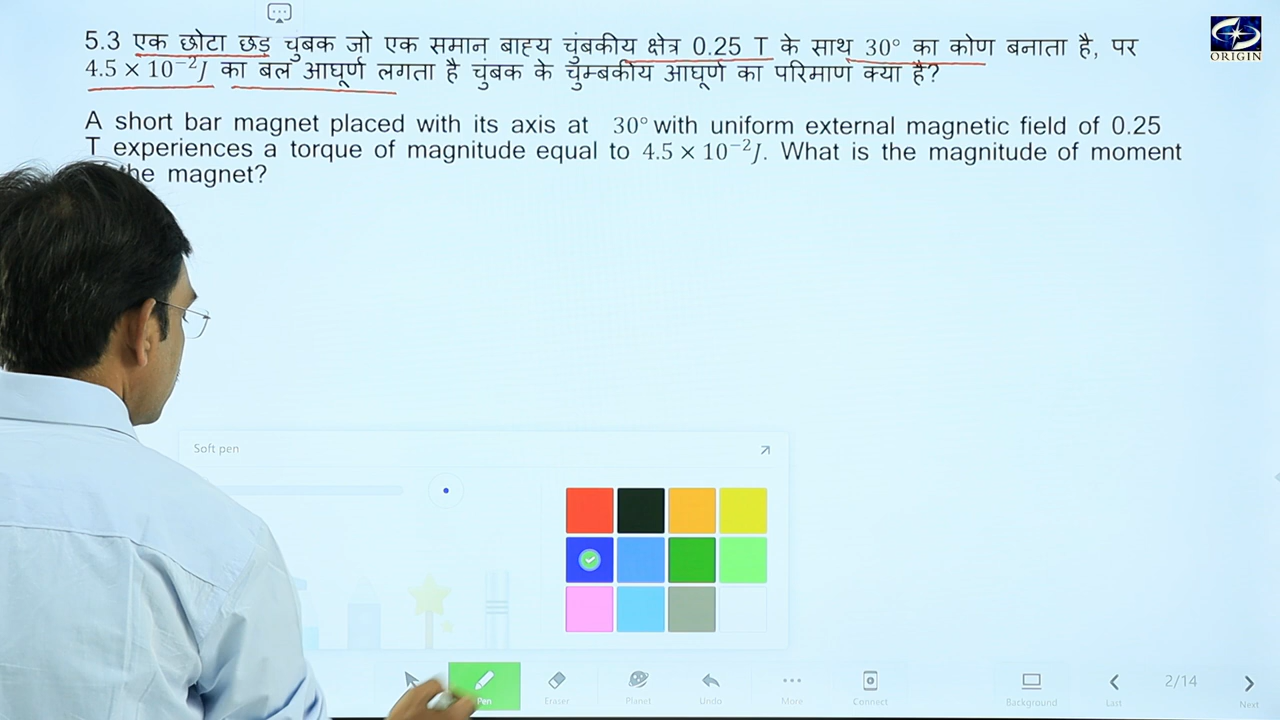 5.3 एक छोटा छड़ चुंबक जो एक समान बाह्य चुंबकीय क्षेत्र 0.25 T के साथ 30° का कोण बनाता है, पर
4.5 × 10⁻²J का बल आघूर्ण लगता है चुंबक के चुम्बकीय आघूर्ण का परिमाण क्या है?
A short bar magnet placed with its axis at 30° with uniform external magnetic field of 0.25
T experiences a torque of magnitude equal to 4.5 × 10⁻²J. What is the magnitude of moment
the magnet?
ORIGIN
Soft pen
Pen
Eraser
Planet
Undo
More
Connect
Background
Last
2/14
Next